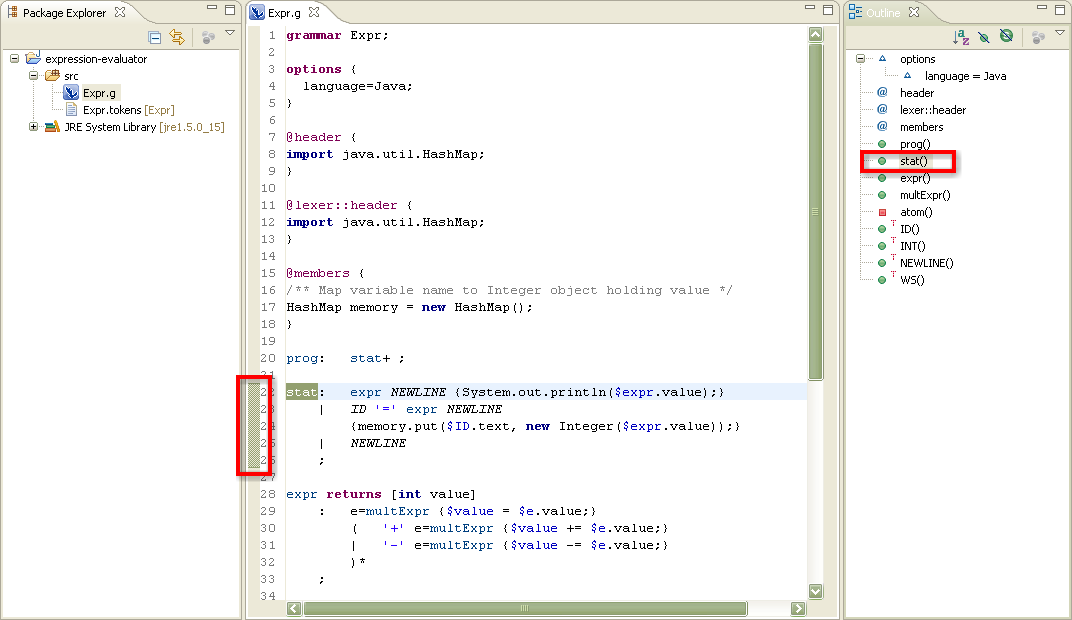 Package Explorer
expression-evaluator
src
Expr.g
Expr.tokens [Expr]
JRE System Library [jre1.5.0_15]
Expr.g
1 grammar Expr;
2
3 options {
4 language=Java;
5 }
6
7 @header {
8 import java.util.HashMap;
9 }
10
11 @lexer::header {
12 import java.util.HashMap;
13 }
14
15 @members {
16 /** Map variable name to Integer object holding value */
17 HashMap memory = new HashMap();
18 }
19
20 prog: stat+ ;
21
22 stat: expr NEWLINE {System.out.println($expr.value);}
23 | ID '=' expr NEWLINE
24 {memory.put($ID.text, new Integer($expr.value));}
25 | NEWLINE
26 ;
27
28 expr returns [int value]
29 : e=multExpr {$value = $e.value;}
30 ( '+' e=multExpr {$value += $e.value;}
31 | '-' e=multExpr {$value -= $e.value;}
32 )*
33 ;
34
Outline
options
language = Java
header
lexer::header
members
prog()
stat()
expr()
multExpr()
atom()
ID()
INT()
NEWLINE()
WS()